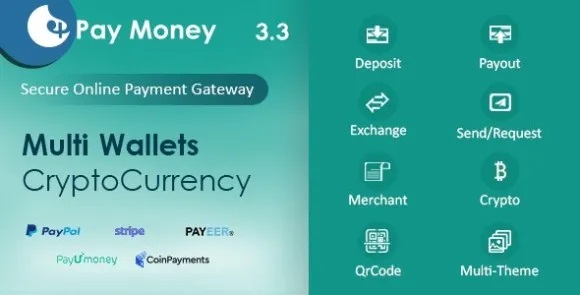 Pay Money 3.3
Secure Online Payment Gateway
Multi Wallets
CryptoCurrency
PayPal stripe PAYEER®
PayUmoney CoinPayments
Deposit Payout
Exchange Send/Request
Merchant Crypto
QrCode Multi-Theme